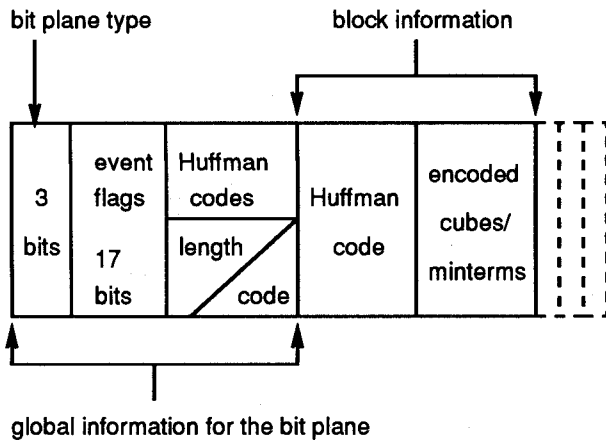 bit plane type
block information
3
bits
event
flags
17
bits
Huffman
codes
length
code
Huffman
code
encoded
cubes/
minterms
global information for the bit plane